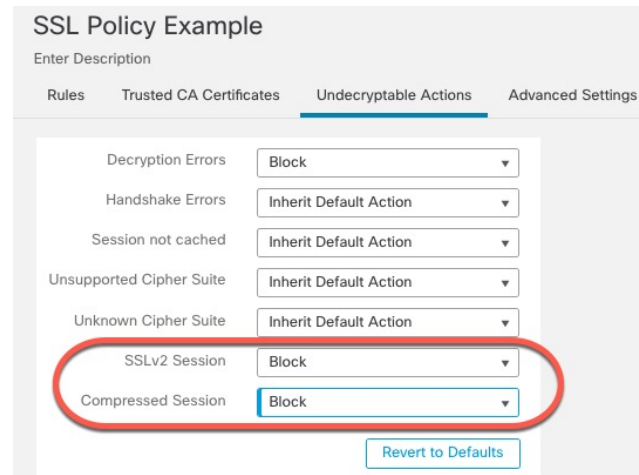 SSL Policy Example
Enter Description
Rules Trusted CA Certificates Undecryptable Actions Advanced Settings
Decryption Errors Block
Handshake Errors Inherit Default Action
Session not cached Inherit Default Action
Unsupported Cipher Suite Inherit Default Action
Unknown Cipher Suite Inherit Default Action
SSLv2 Session Block
Compressed Session Block
Revert to Defaults